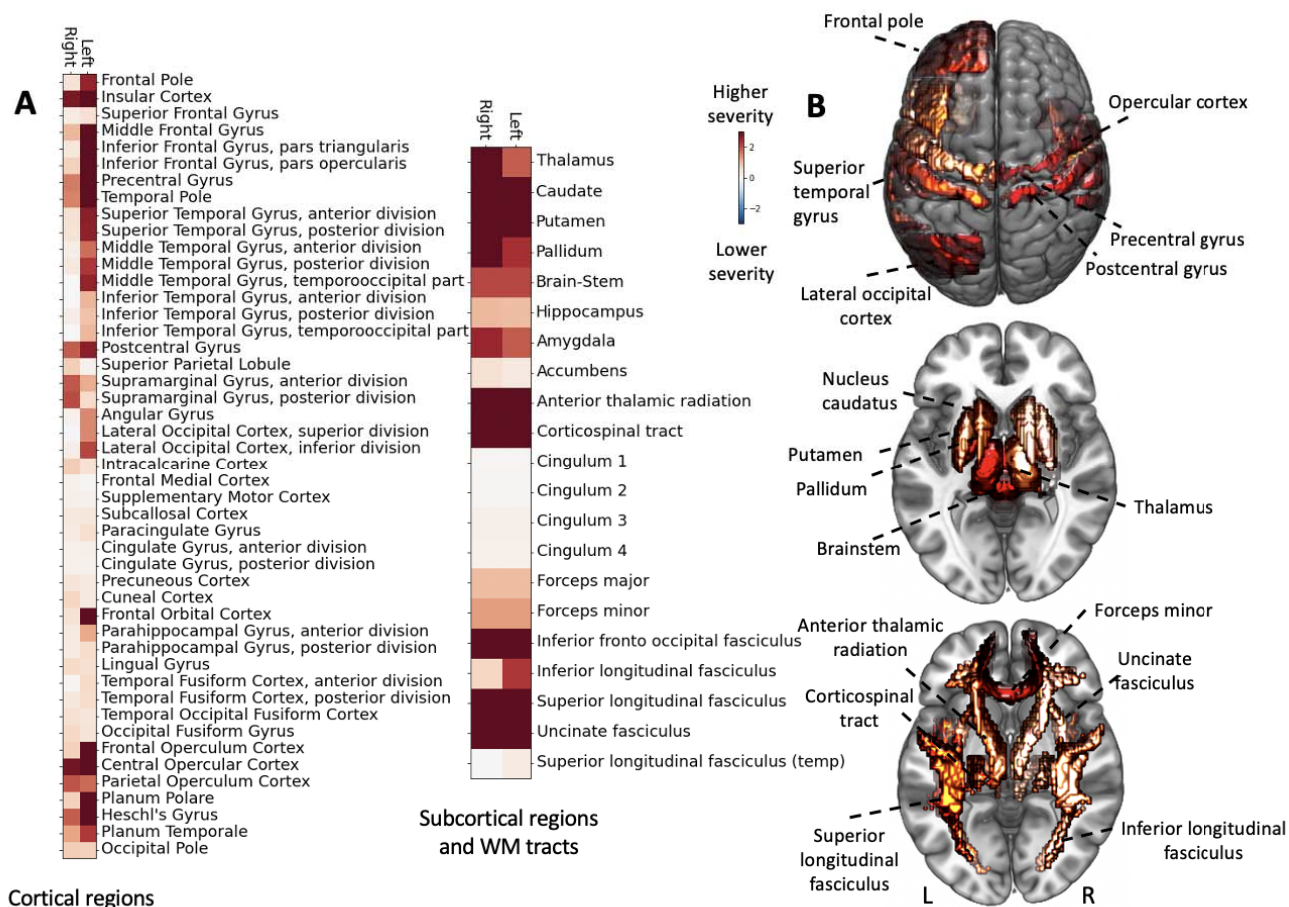 A
Right
Left
Frontal Pole
Insular Cortex
Superior Frontal Gyrus
Middle Frontal Gyrus
Inferior Frontal Gyrus, pars triangularis
Inferior Frontal Gyrus, pars opercularis
Precentral Gyrus
Temporal Pole
Superior Temporal Gyrus, anterior division
Superior Temporal Gyrus, posterior division
Middle Temporal Gyrus, anterior division
Middle Temporal Gyrus, posterior division
Middle Temporal Gyrus, temporooccipital part
Inferior Temporal Gyrus, anterior division
Inferior Temporal Gyrus, posterior division
Inferior Temporal Gyrus, temporooccipital part
Postcentral Gyrus
Superior Parietal Lobule
Supramarginal Gyrus, anterior division
Supramarginal Gyrus, posterior division
Angular Gyrus
Lateral Occipital Cortex, superior division
Lateral Occipital Cortex, inferior division
Intracalcarine Cortex
Frontal Medial Cortex
Supplementary Motor Cortex
Subcallosal Cortex
Paracingulate Gyrus
Cingulate Gyrus, anterior division
Cingulate Gyrus, posterior division
Precuneous Cortex
Cuneal Cortex
Frontal Orbital Cortex
Parahippocampal Gyrus, anterior division
Parahippocampal Gyrus, posterior division
Lingual Gyrus
Temporal Fusiform Cortex, anterior division
Temporal Fusiform Cortex, posterior division
Temporal Occipital Fusiform Cortex
Occipital Fusiform Gyrus
Frontal Operculum Cortex
Central Opercular Cortex
Parietal Operculum Cortex
Planum Polare
Heschl's Gyrus
Planum Temporale
Occipital Pole
Cortical regions
Right
Left
Thalamus
Caudate
Putamen
Pallidum
Brain-Stem
Hippocampus
Amygdala
Accumbens
Anterior thalamic radiation
Corticospinal tract
Cingulum 1
Cingulum 2
Cingulum 3
Cingulum 4
Forceps major
Forceps minor
Inferior fronto occipital fasciculus
Inferior longitudinal fasciculus
Superior longitudinal fasciculus
Uncinate fasciculus
Superior longitudinal fasciculus (temp)
Subcortical regions
and WM tracts
Higher
severity
2
0
−2
Lower
severity
B
Frontal pole
Opercular cortex
Superior
temporal
gyrus
Precentral gyrus
Postcentral gyrus
Lateral occipital
cortex
Nucleus
caudatus
Putamen
Pallidum
Thalamus
Brainstem
Forceps minor
Anterior thalamic
radiation
Uncinate
fasciculus
Corticospinal
tract
Superior
longitudinal
fasciculus
Inferior longitudinal
fasciculus
L
R